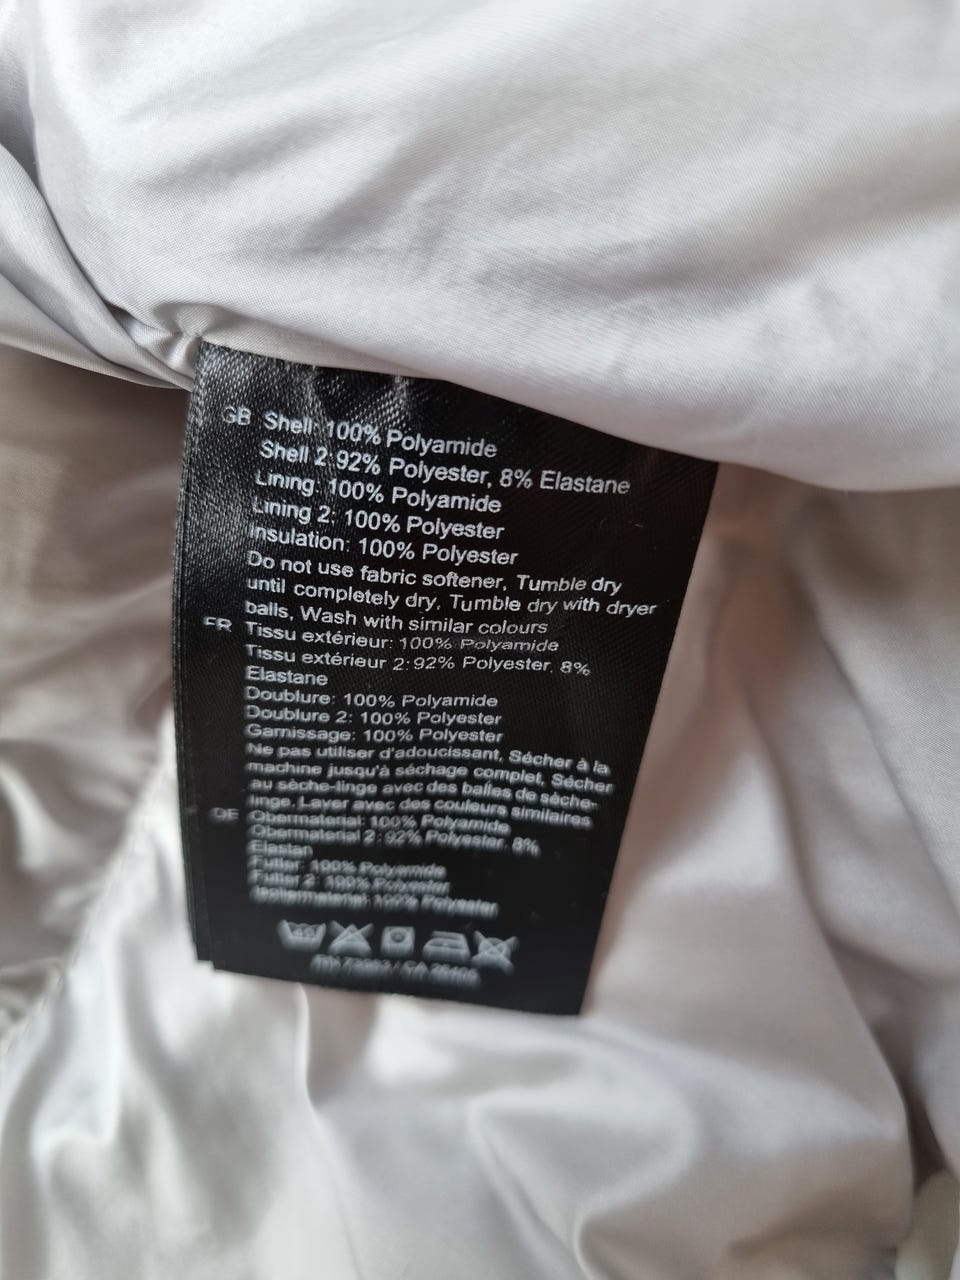 GB Shell: 100% Polyamide
Shell 2:92% Polyester, 8% Elastane
Lining: 100% Polyamide
Lining 2: 100% Polyester
Insulation: 100% Polyester
Do not use fabric softener, Tumble dry
until completely dry, Tumble dry with dryer
balls, Wash with similar colours
FR Tissu extérieur: 100% Polyamide
Tissu extérieur 2:92% Polyester, 8%
Elastane
Doublure: 100% Polyamide
Doublure 2: 100% Polyester
Garnissage: 100% Polyester
Ne pas utiliser d'adoucissant, Sécher à la
machine jusqu'à séchage complet, Sécher
au sèche-linge avec des balles de sèche-
linge, Laver avec des couleurs similaires
DE Obermaterial: 100% Polyamide
Obermaterial 2:92% Polyester, 8%
Elastan
Futter: 100% Polyamide
Futter 2: 100% Polyester
Isoliermaterial: 100% Polyester
40